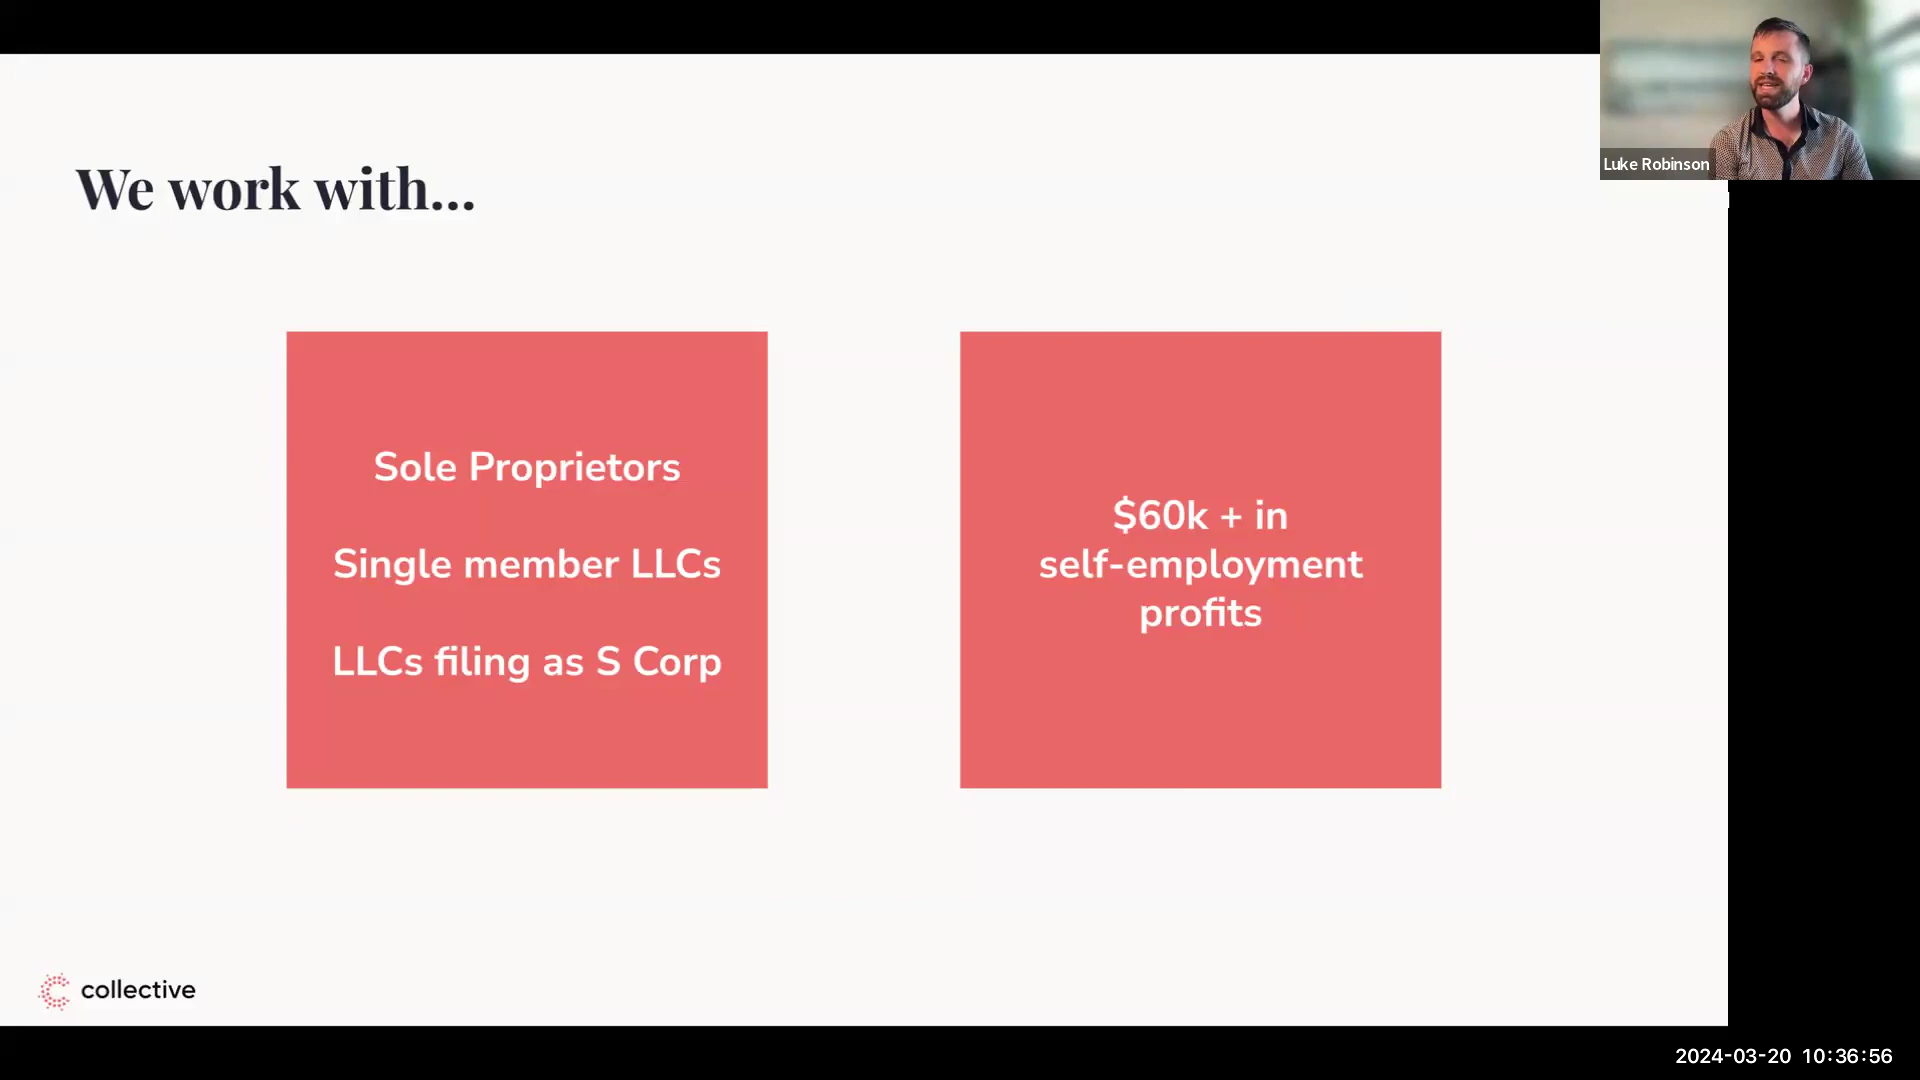 We work with...
Sole Proprietors
Single member LLCs
LLCs filing as S Corp
$60k + in
self-employment
profits
collective
Luke Robinson
2024-03-20 10:36:56